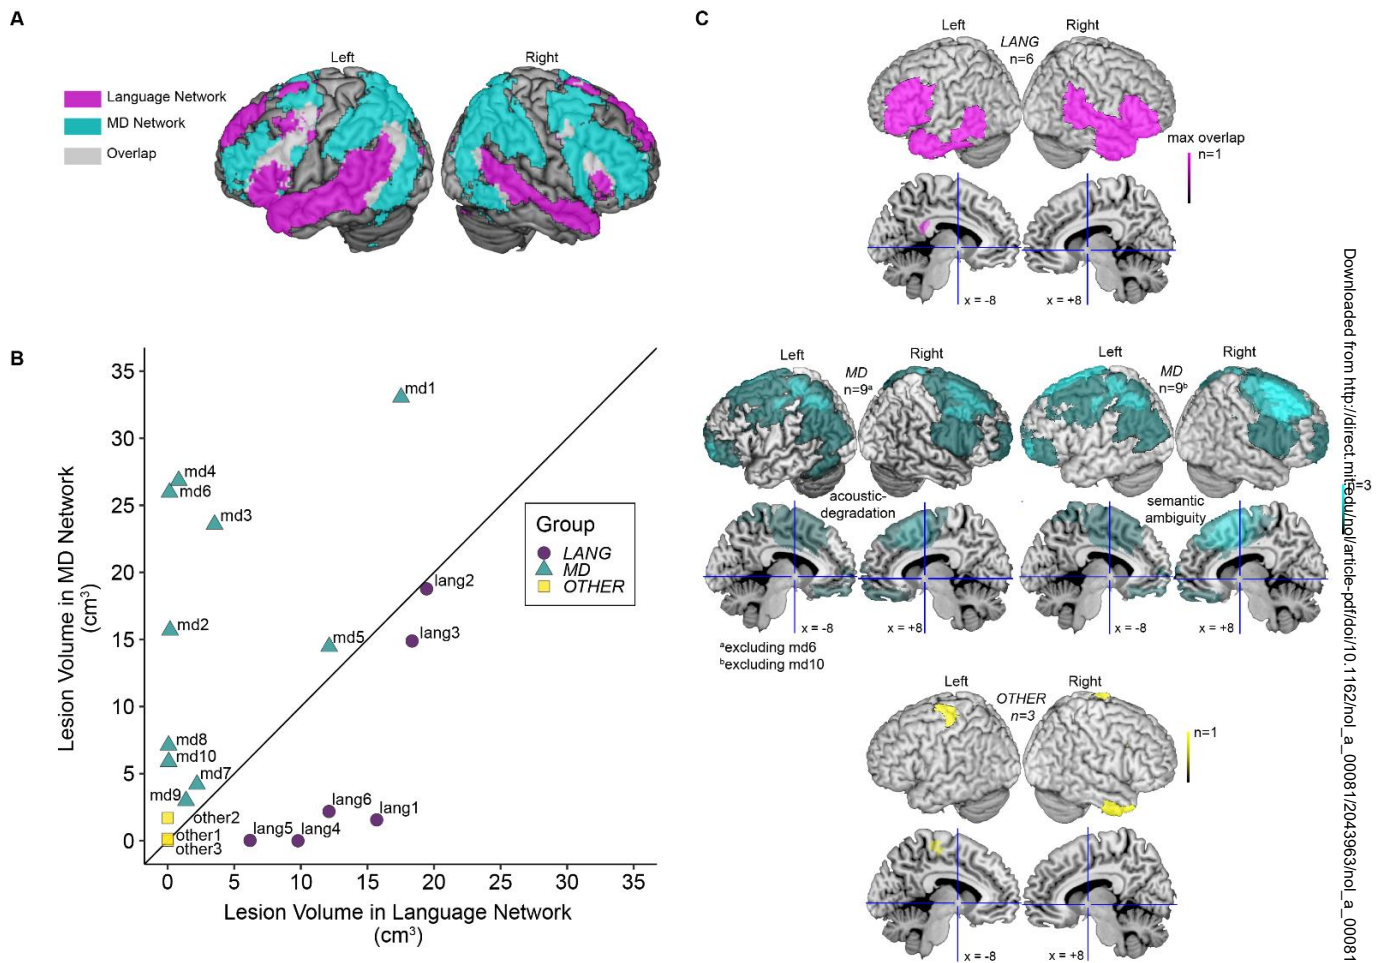 A
Left
Right
Language Network
MD Network
Overlap
B
Lesion Volume in MD Network
(cm³)
35
30
25
20
15
10
5
0
md1
md4
md6
md3
md2
md5
lang2
lang3
md8
md10
md7
md9
other2
other1
other3
lang6
lang1
lang5
lang4
Group
LANG
MD
OTHER
0
5
10
15
20
25
30
35
Lesion Volume in Language Network
(cm³)
C
Left
Right
LANG
n=6
max overlap
n=1
x = -8
x = +8
Left
Right
MD
n=9ᵃ
Left
Right
MD
n=9ᵇ
n=3
acoustic-
degradation
semantic
ambiguity
x = -8
x = +8
x = -8
x = +8
ᵃexcluding md6
ᵇexcluding md10
Left
Right
OTHER
n=3
n=1
x = -8
x = +8
Downloaded from http://direct.mit.edu/nol/article-pdf/doi/10.1162/nol_a_00081/2043963/nol_a_00081